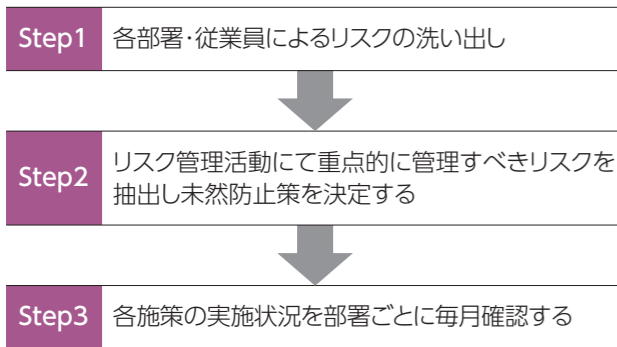 Step1 各部署・従業員によるリスクの洗い出し
Step2 リスク管理活動にて重点的に管理すべきリスクを
抽出し未然防止策を決定する
Step3 各施策の実施状況を部署ごとに毎月確認する